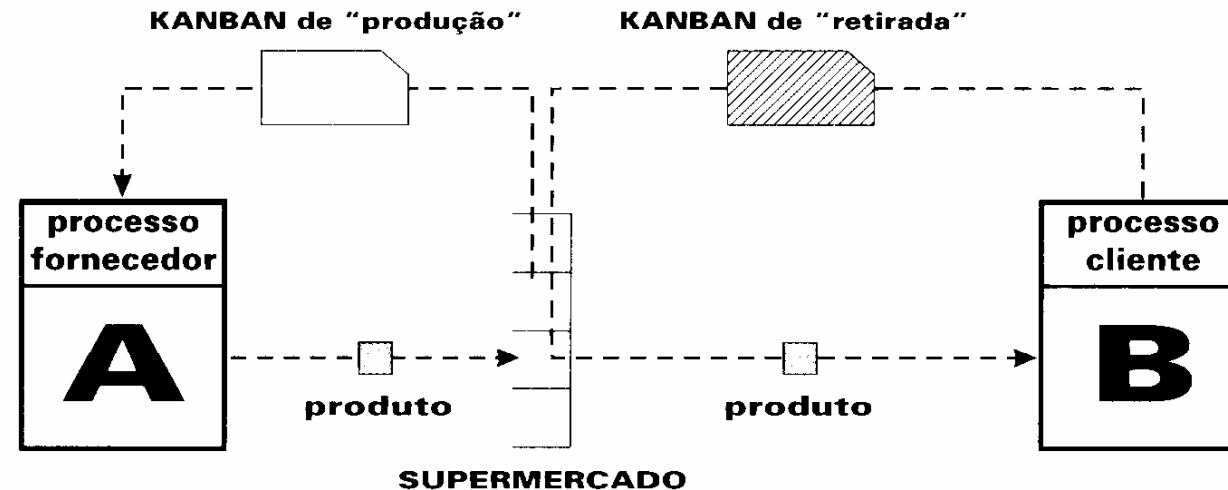 KANBAN de "produção"
KANBAN de "retirada"
processo
fornecedor
A
processo
cliente
B
produto
produto
SUPERMERCADO